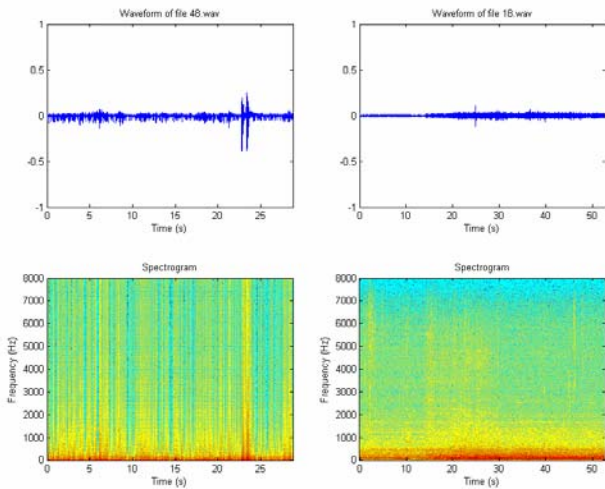 Waveform of file 48.wav
1
0.5
0
-0.5
-1
0 5 10 15 20 25
Time (s)
Waveform of file 18.wav
1
0.5
0
-0.5
-1
0 10 20 30 40 50
Time (s)
Spectrogram
Frequency (Hz)
8000
7000
6000
5000
4000
3000
2000
1000
0
0 5 10 15 20 25
Time (s)
Spectrogram
Frequency (Hz)
8000
7000
6000
5000
4000
3000
2000
1000
0
0 10 20 30 40 50
Time (s)